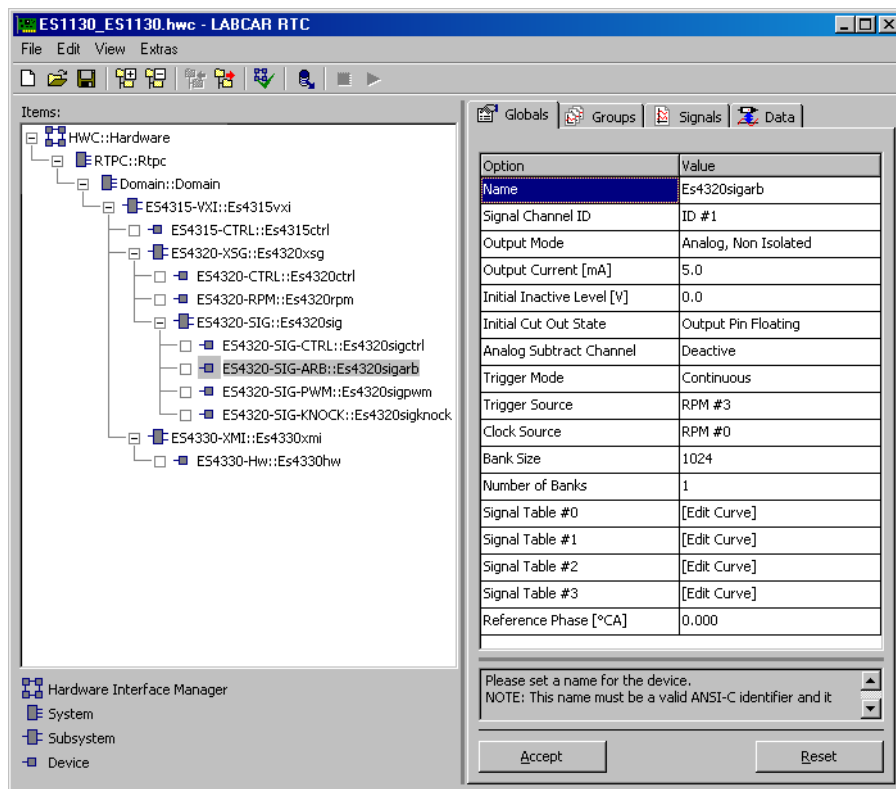 ES1130_ES1130.hwc - LABCAR RTC
File Edit View Extras
Items:
HWC::Hardware
RTPC::Rtpc
Domain::Domain
ES4315-VXI::Es4315vxi
ES4315-CTRL::Es4315ctrl
ES4320-XSG::Es4320xsg
ES4320-CTRL::Es4320ctrl
ES4320-RPM::Es4320rpm
ES4320-SIG::Es4320sig
ES4320-SIG-CTRL::Es4320sigctrl
ES4320-SIG-ARB::Es4320sigarb
ES4320-SIG-PWM::Es4320sigpwm
ES4320-SIG-KNOCK::Es4320sigknock
ES4330-XMI::Es4330xmi
ES4330-Hw::Es4330hw
Hardware Interface Manager
System
Subsystem
Device
Globals Groups Signals Data
Option Value
Name Es4320sigarb
Signal Channel ID ID #1
Output Mode Analog, Non Isolated
Output Current [mA] 5.0
Initial Inactive Level [V] 0.0
Initial Cut Out State Output Pin Floating
Analog Subtract Channel Deactive
Trigger Mode Continuous
Trigger Source RPM #3
Clock Source RPM #0
Bank Size 1024
Number of Banks 1
Signal Table #0 [Edit Curve]
Signal Table #1 [Edit Curve]
Signal Table #2 [Edit Curve]
Signal Table #3 [Edit Curve]
Reference Phase [°CA] 0.000
Please set a name for the device.
NOTE: This name must be a valid ANSI-C identifier and it
Accept Reset